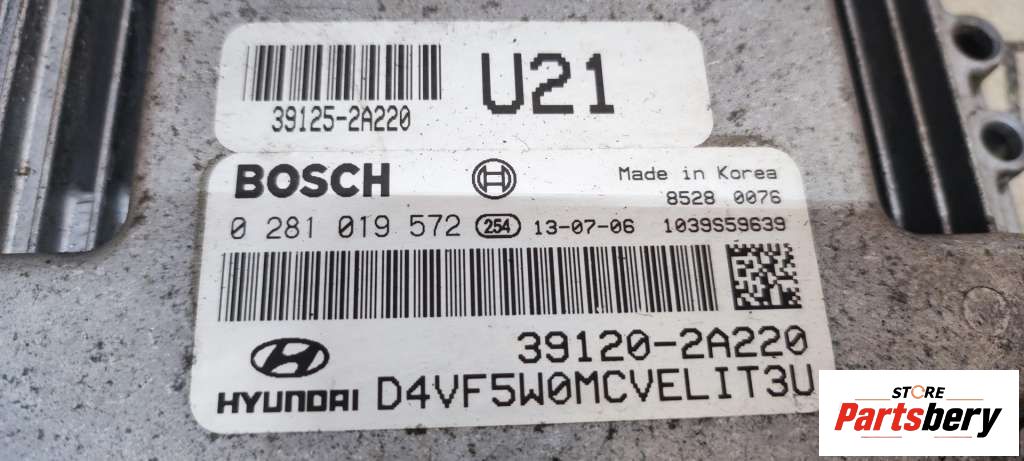 39125-2A220
U21
BOSCH
Made in Korea
8528 0076
0 281 019 572 254 13-07-06 1039S59639
39120-2A220
HYUNDAI D4VF5W0MCVELIT3U
STORE
Partsbery